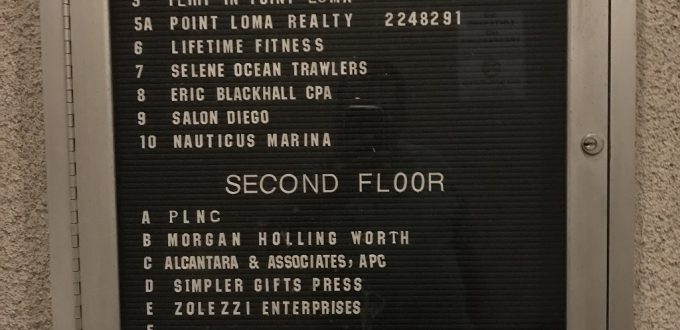 5A POINT LOMA REALTY 2248291
6 LIFETIME FITNESS
7 SELENE OCEAN TRAWLERS
8 ERIC BLACKHALL CPA
9 SALON DIEGO
10 NAUTICUS MARINA
SECOND FLOOR
A PLNC
B MORGAN HOLLING WORTH
C ALCANTARA & ASSOCIATES, APC
D SIMPLER GIFTS PRESS
E ZOLEZZI ENTERPRISES